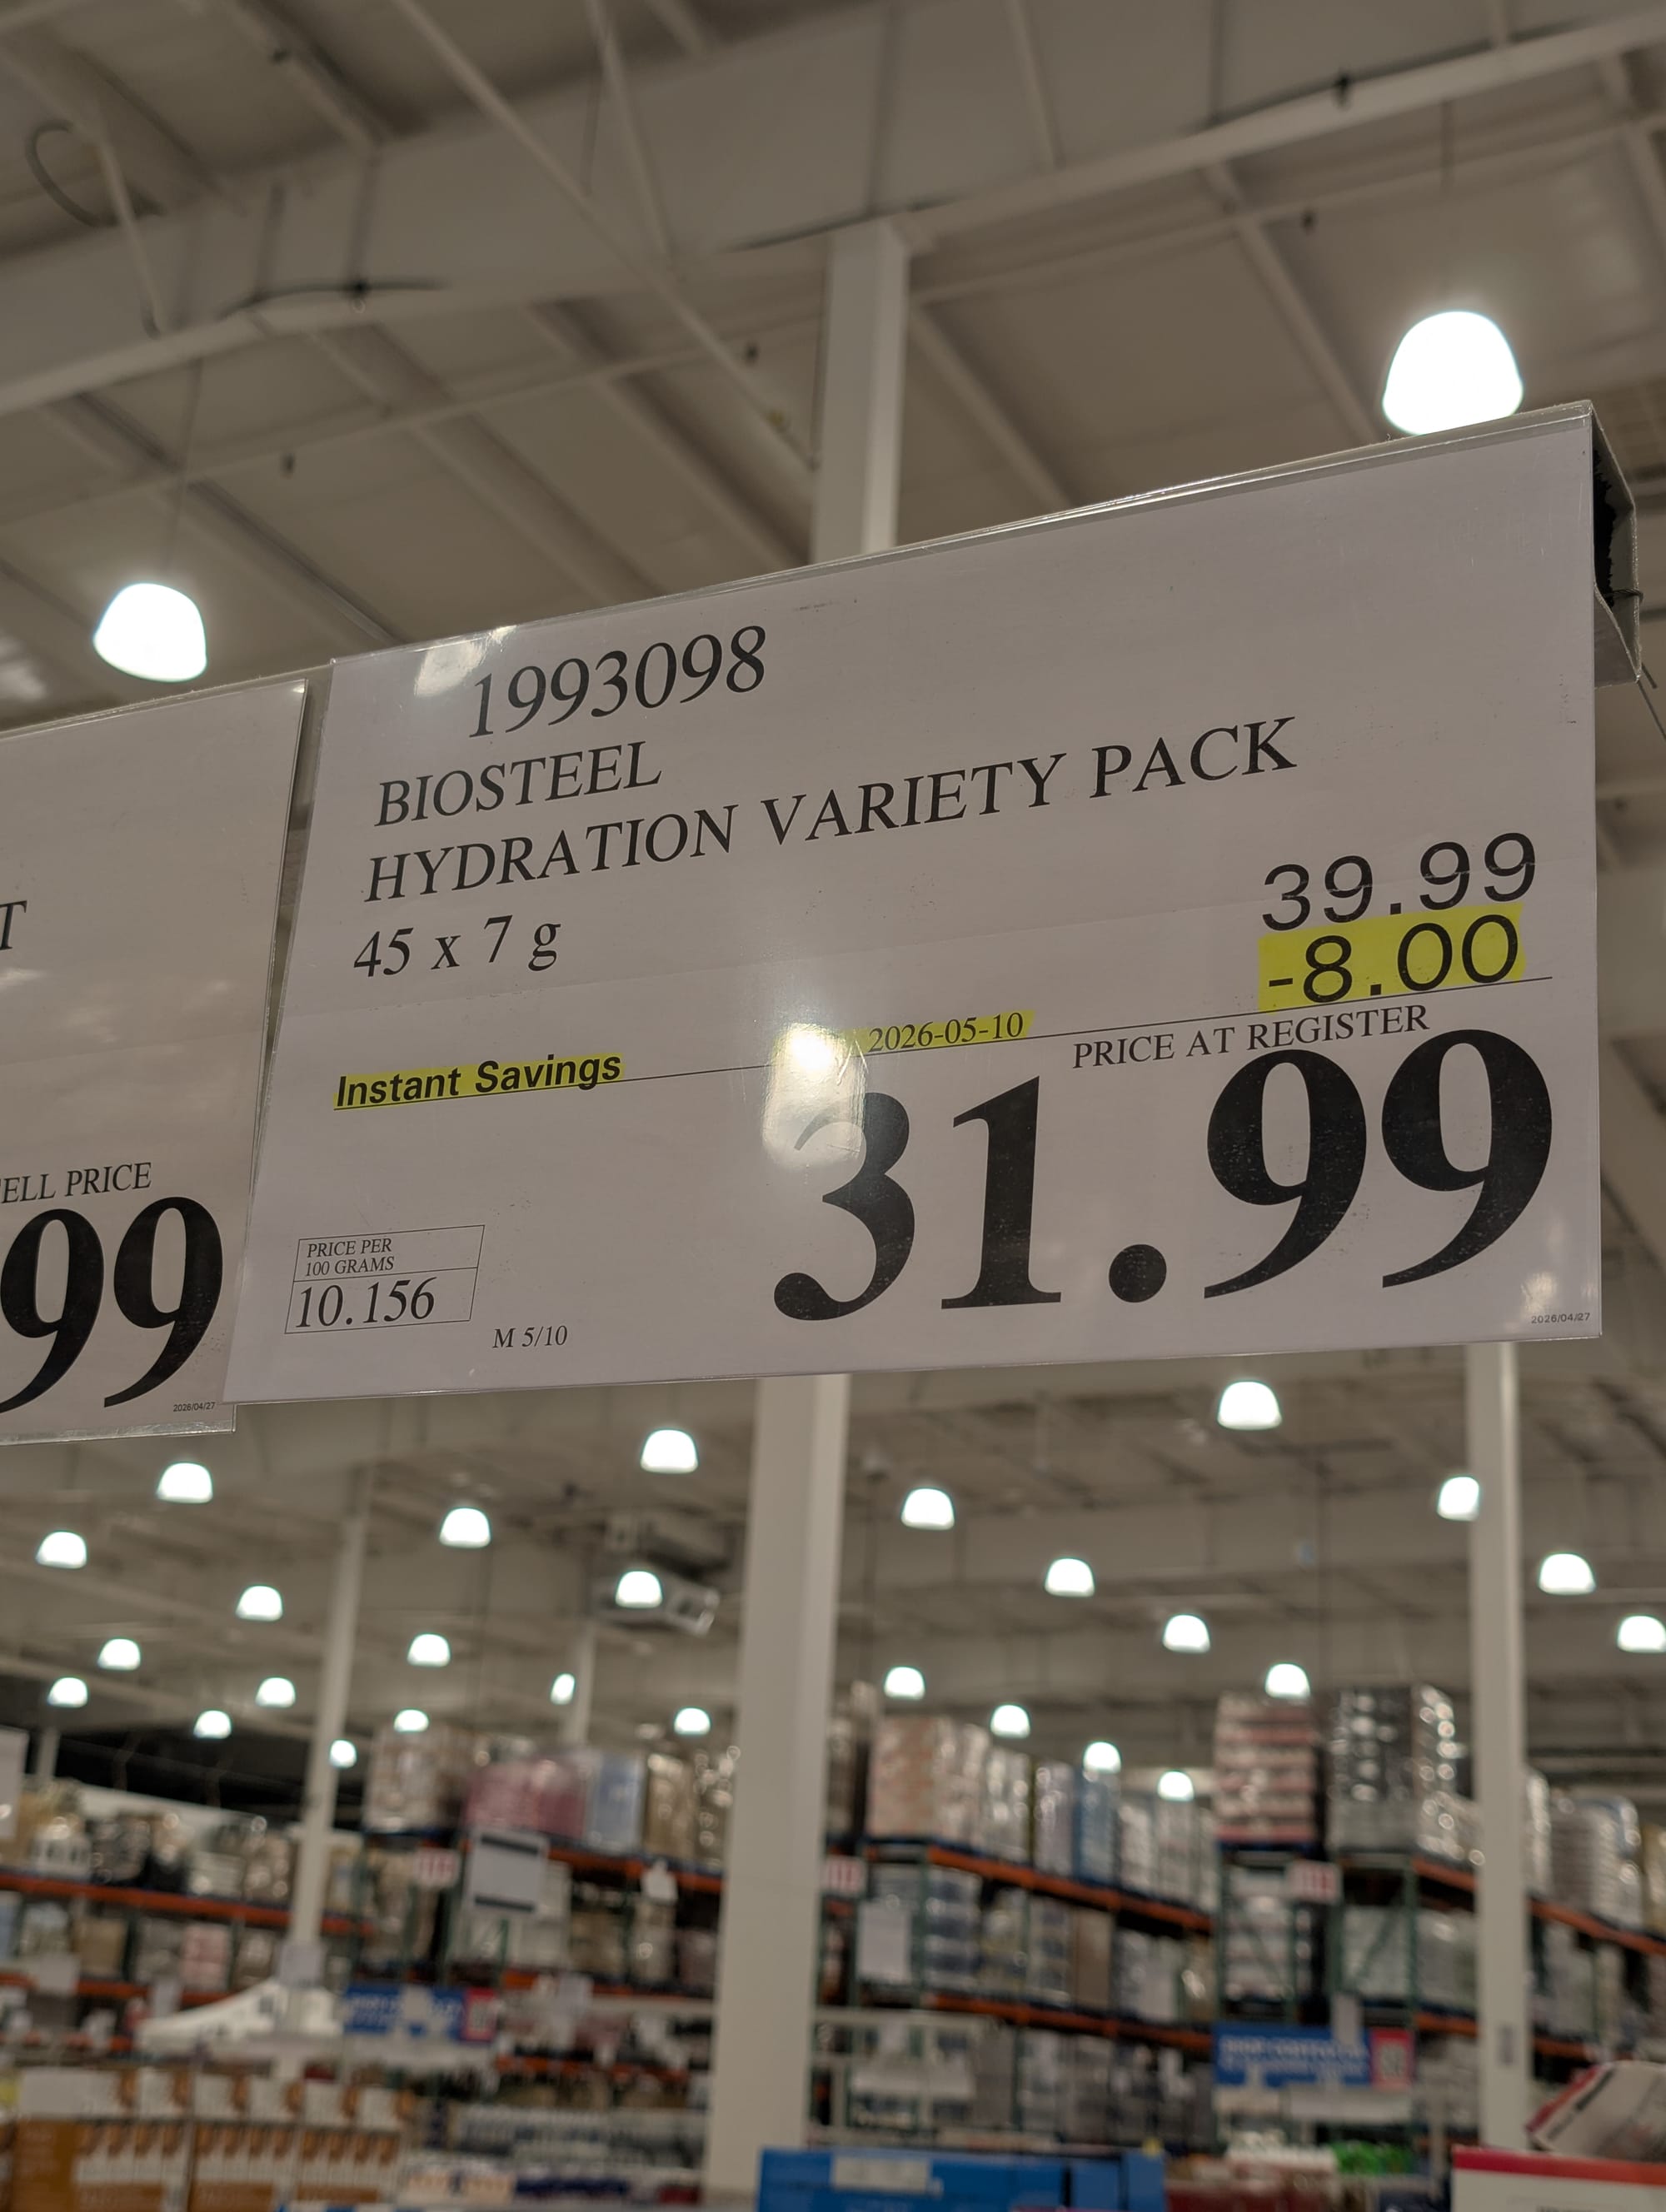 1993098
BIOSTEEL
HYDRATION VARIETY PACK
45 x 7 g
39.99
-8.00
Instant Savings
2026-05-10
PRICE AT REGISTER
31.99
PRICE PER
100 GRAMS
10.156
M 5/10
2026/04/27
T
ELL PRICE
99
2026/04/27